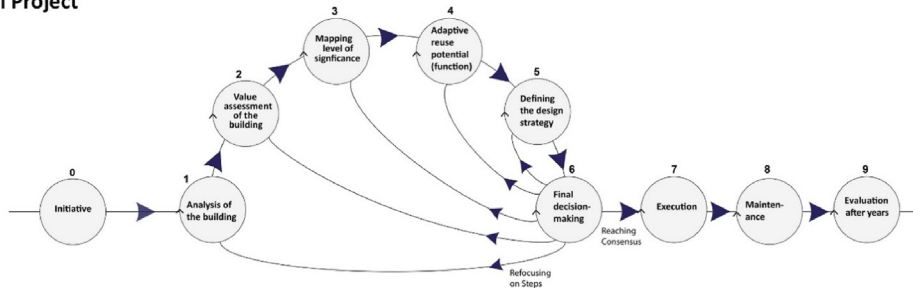 Project
0
Initiative
1
Analysis of
the building
2
Value
assessment
of the
building
3
Mapping
level of
signficance
4
Adaptive
reuse
potential
(function)
5
Defining
the design
strategy
6
Final
decision-
making
Reaching
Consensus
Refocusing
on Steps
7
Execution
8
Mainten-
ance
9
Evaluation
after years